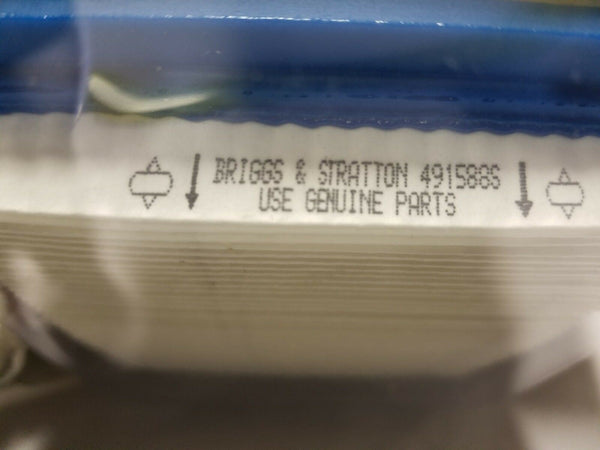 BRIGGS & STRATTON 491588S
USE GENUINE PARTS